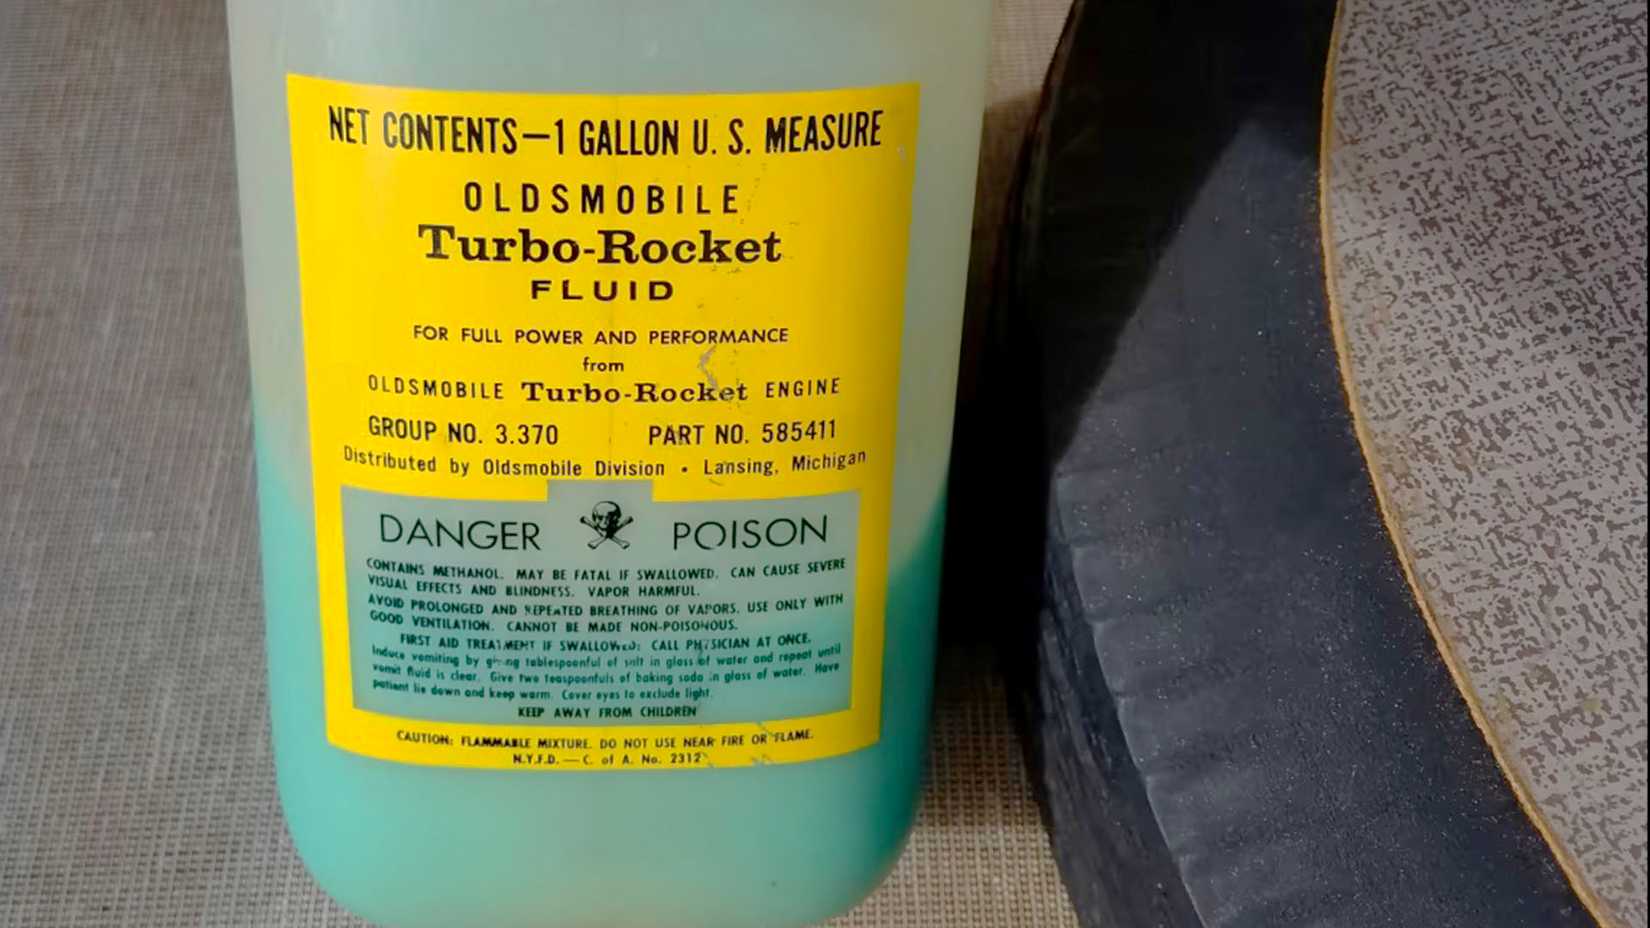 NET CONTENTS—1 GALLON U. S. MEASURE
OLDSMOBILE
Turbo-Rocket
FLUID
FOR FULL POWER AND PERFORMANCE
from
OLDSMOBILE Turbo-Rocket ENGINE
GROUP NO. 3.370 PART NO. 585411
Distributed by Oldsmobile Division • Lansing, Michigan
DANGER POISON
CONTAINS METHANOL. MAY BE FATAL IF SWALLOWED. CAN CAUSE SEVERE
VISUAL EFFECTS AND BLINDNESS. VAPOR HARMFUL.
AVOID PROLONGED AND REPEATED BREATHING OF VAPORS. USE ONLY WITH
GOOD VENTILATION. CANNOT BE MADE NON-POISONOUS.
FIRST AID TREATMENT IF SWALLOWED: CALL PHYSICIAN AT ONCE.
Induce vomiting by giving tablespoonful of salt in glass of water and repeat until
vomit fluid is clear. Give two teaspoonfuls of baking soda in glass of water. Have
patient lie down and keep warm. Cover eyes to exclude light.
KEEP AWAY FROM CHILDREN
CAUTION: FLAMMABLE MIXTURE. DO NOT USE NEAR FIRE OR FLAME.
N.Y.F.D. — C. of A. No. 2312